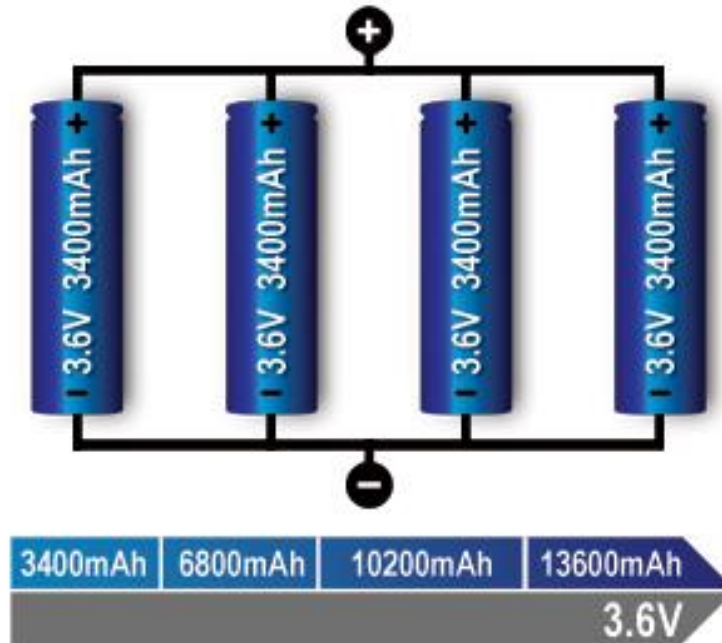 +
+ + + +
3.6V 3400mAh
3.6V 3400mAh
3.6V 3400mAh
3.6V 3400mAh
− − − −
−
3400mAh 6800mAh 10200mAh 13600mAh
3.6V